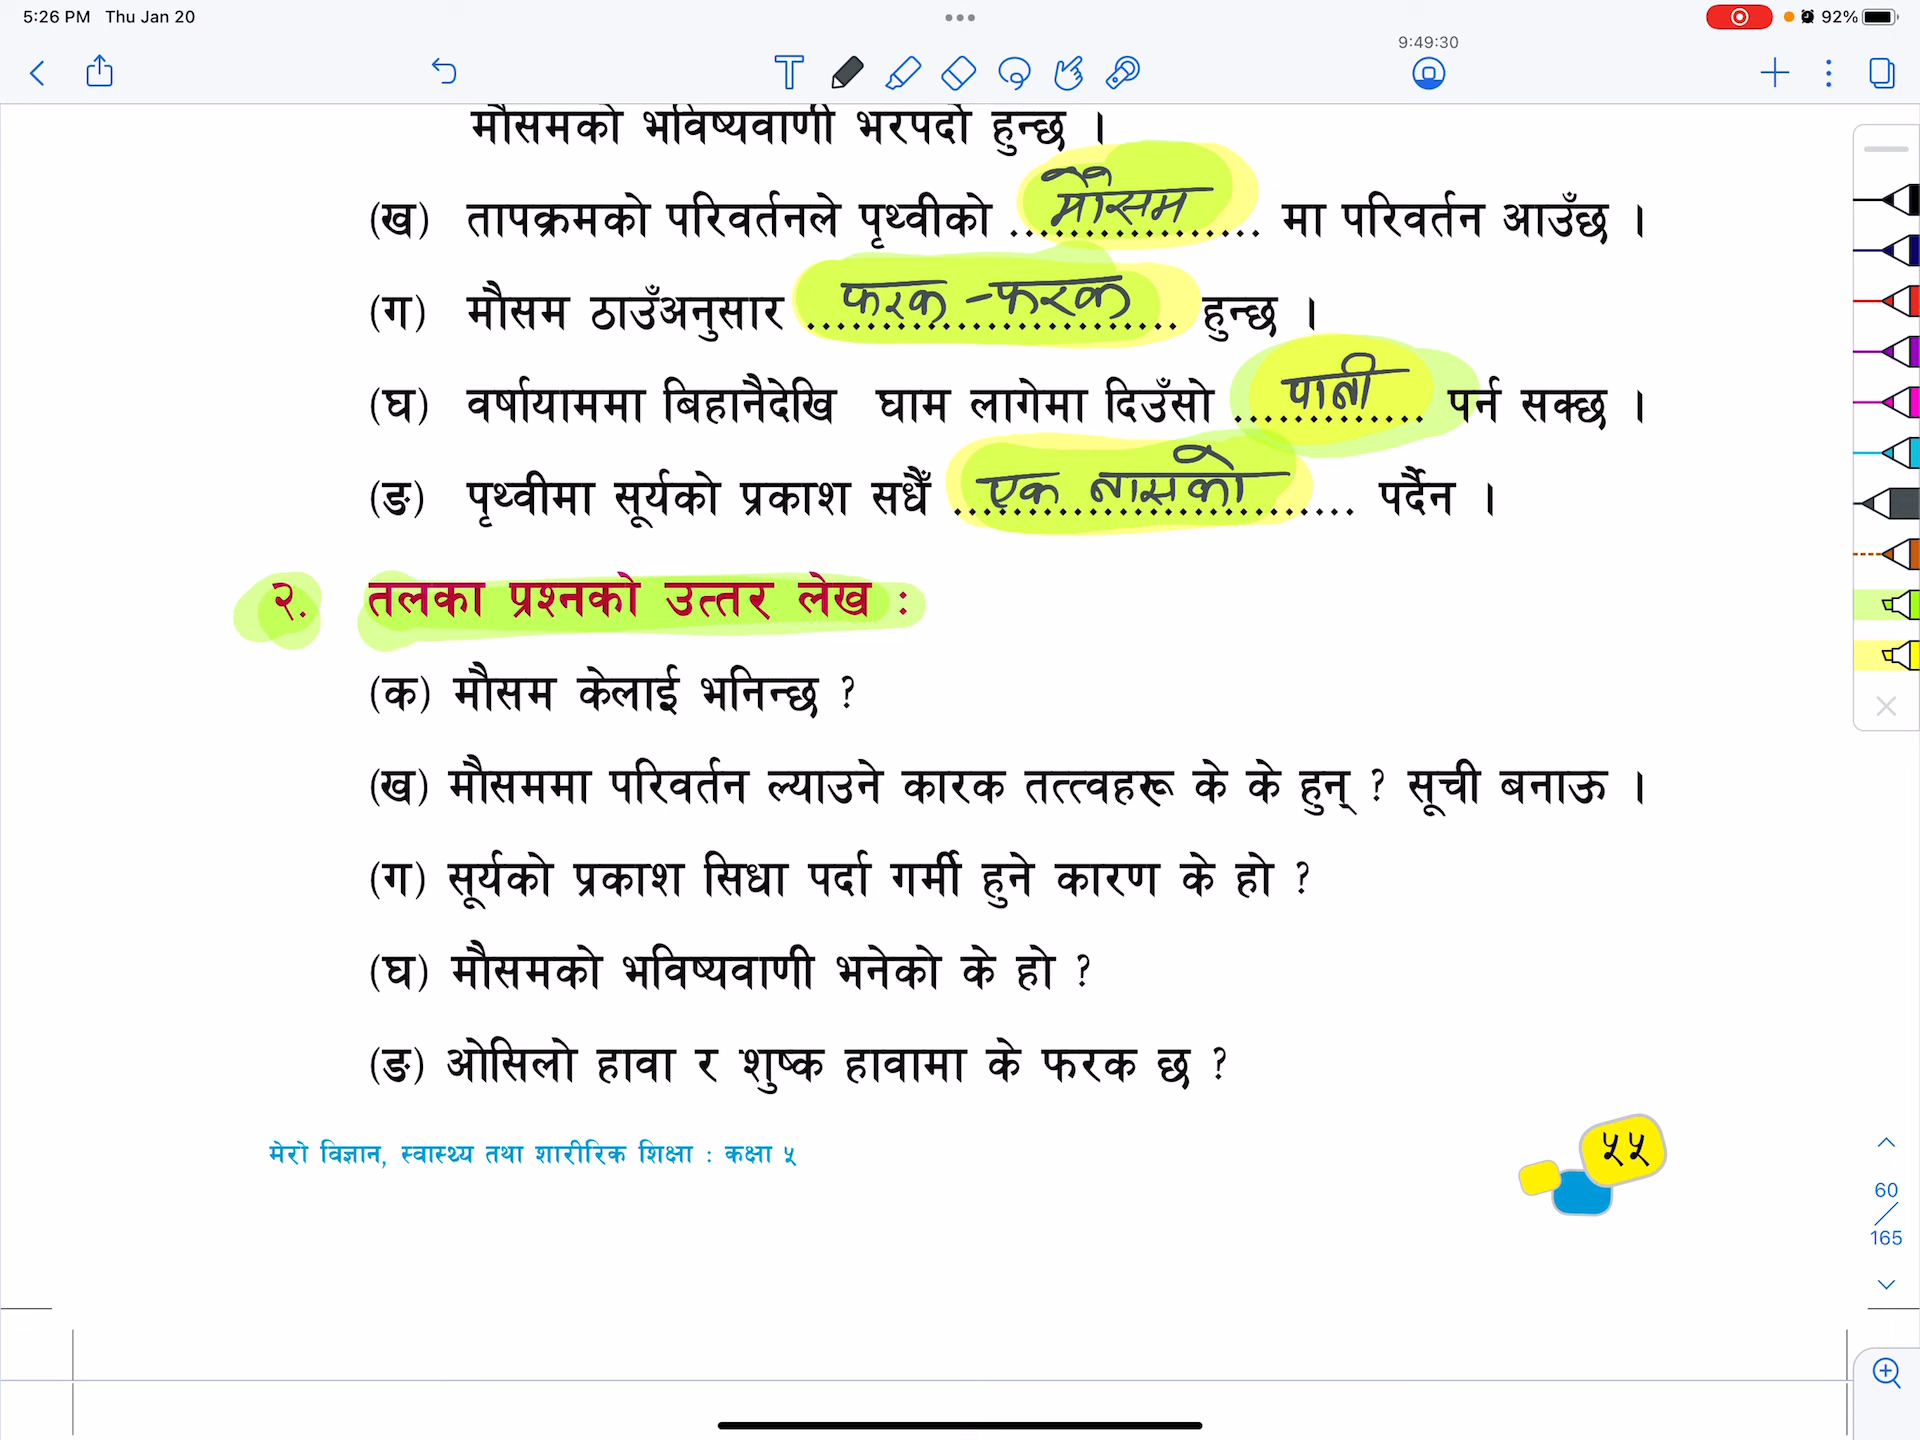 5:26 PM Thu Jan 20
92%
9:49:30
मौसमको भविष्यवाणी भरपर्दो हुन्छ ।
(ख) तापक्रमको परिवर्तनले पृथ्वीको मौसम मा परिवर्तन आउँछ ।
(ग) मौसम ठाउँअनुसार फरक-फरक हुन्छ ।
(घ) वर्षायाममा बिहानैदेखि घाम लागेमा दिउँसो पानी पर्न सक्छ ।
(ङ) पृथ्वीमा सूर्यको प्रकाश सधैँ एक नासको पर्दैन ।
२. तलका प्रश्नको उत्तर लेख :
(क) मौसम केलाई भनिन्छ ?
(ख) मौसममा परिवर्तन ल्याउने कारक तत्त्वहरू के के हुन् ? सूची बनाऊ ।
(ग) सूर्यको प्रकाश सिधा पर्दा गर्मी हुने कारण के हो ?
(घ) मौसमको भविष्यवाणी भनेको के हो ?
(ङ) ओसिलो हावा र शुष्क हावामा के फरक छ ?
मेरो विज्ञान, स्वास्थ्य तथा शारीरिक शिक्षा : कक्षा ५
५५
60
/
165